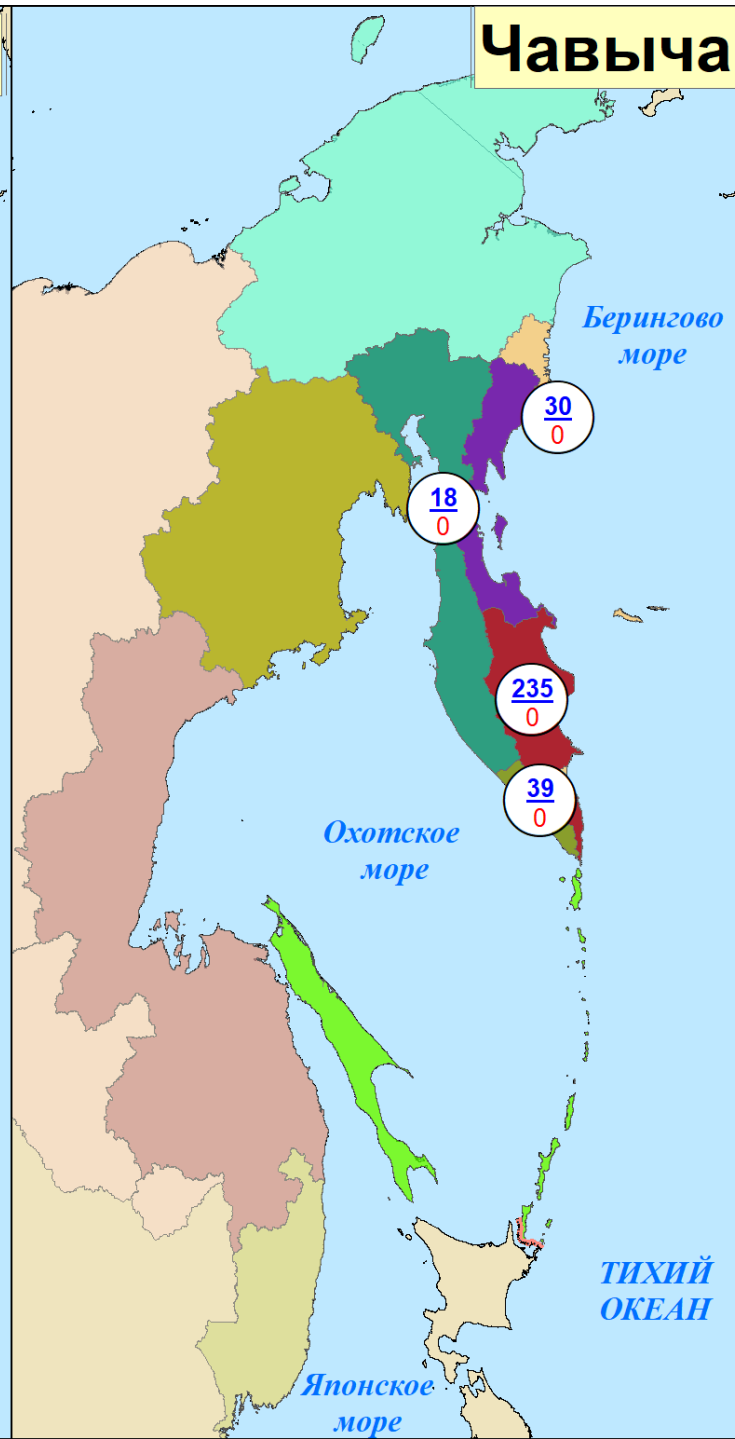 Чавыча
Берингово
море
30
0
18
0
235
0
39
0
Охотское
море
ТИХИЙ
ОКЕАН
Японское
море